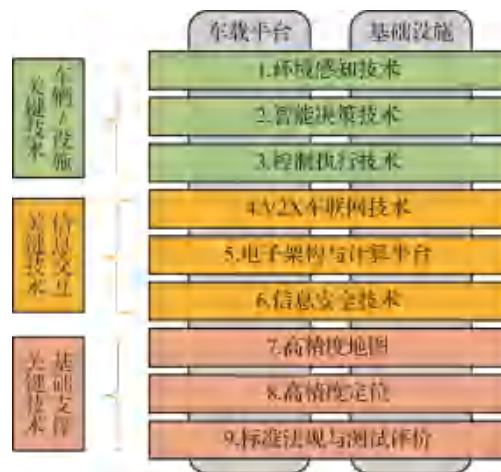 车载平台 基础设施
车辆/设施
关键技术
1.环境感知技术
2.智能决策技术
3.控制执行技术
信息交互
关键技术
4.V2X车联网技术
5.电子架构与计算平台
6.信息安全技术
基础支撑
关键技术
7.高精度地图
8.高精度定位
9.标准法规与测试评价